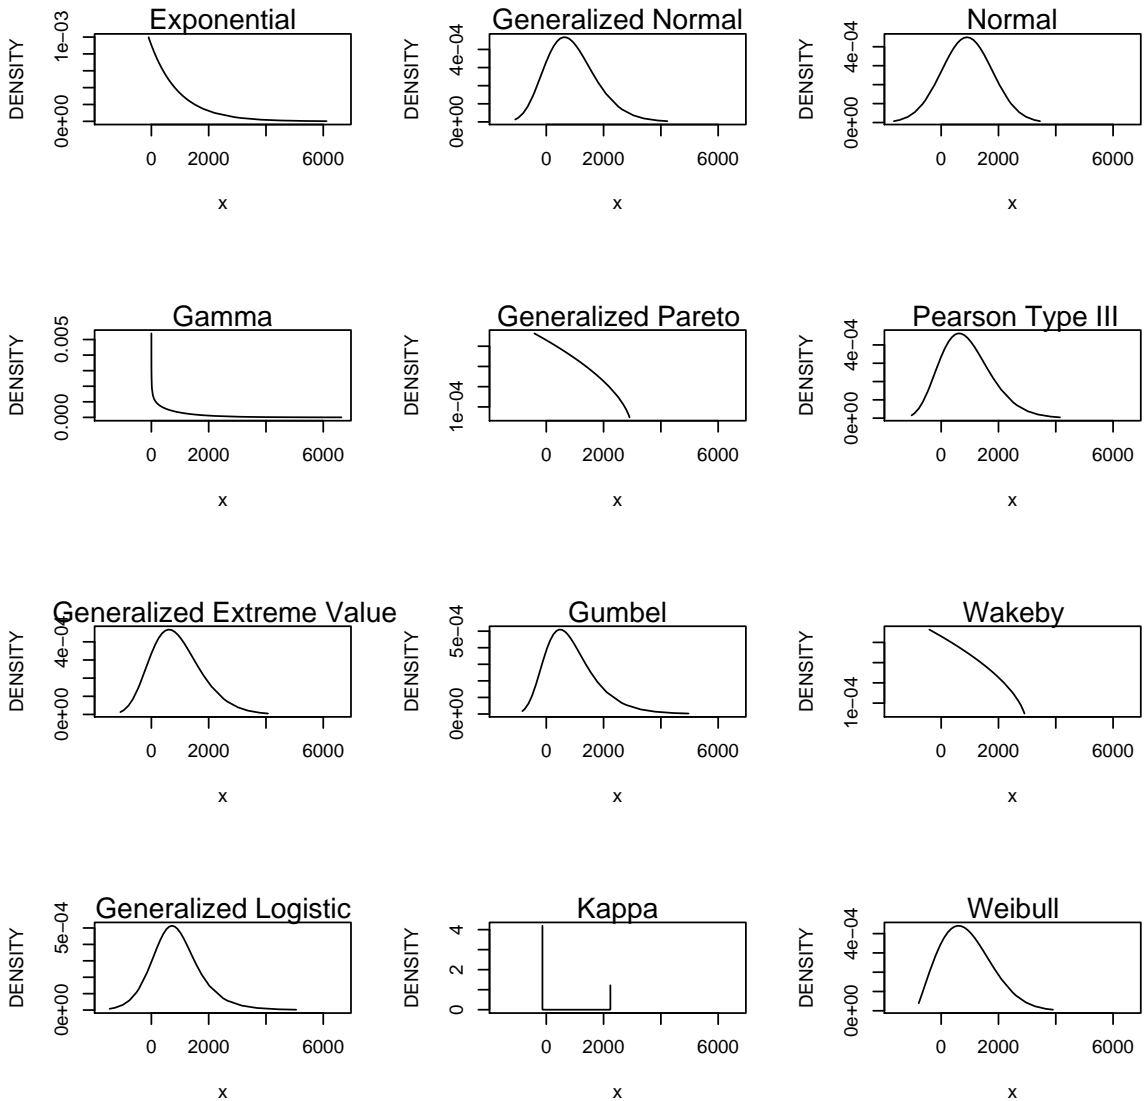 Exponential
DENSITY
0e+00
1e−03
0
2000
6000
x
Generalized Normal
DENSITY
4e−04
0e+00
0
2000
6000
x
Normal
DENSITY
4e−04
0e+00
0
2000
6000
x
Gamma
DENSITY
0.005
0.000
0
2000
6000
x
Generalized Pareto
DENSITY
1e−04
0
2000
6000
x
Pearson Type III
DENSITY
4e−04
0e+00
0
2000
6000
x
Generalized Extreme Value
DENSITY
4e−04
0e+00
0
2000
6000
x
Gumbel
DENSITY
5e−04
0e+00
0
2000
6000
x
Wakeby
DENSITY
1e−04
0
2000
6000
x
Generalized Logistic
DENSITY
5e−04
0e+00
0
2000
6000
x
Kappa
DENSITY
4
2
0
0
2000
6000
x
Weibull
DENSITY
4e−04
0e+00
0
2000
6000
x